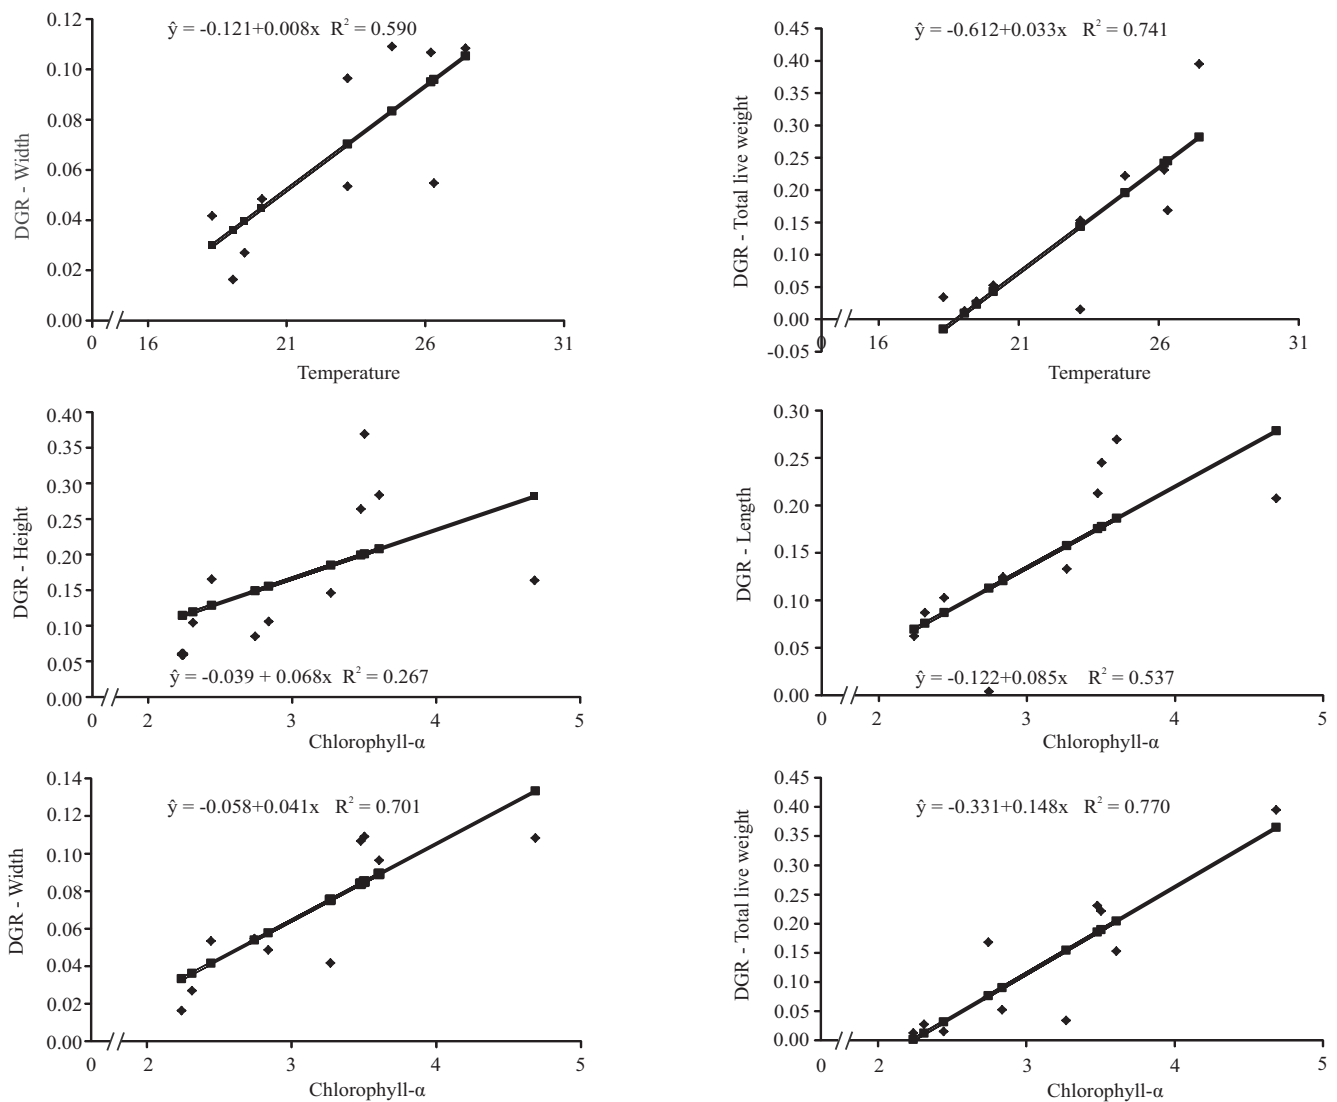 ŷ = -0.121+0.008x R² = 0.590
0.12
0.10
0.08
0.06
0.04
0.02
0.00
DGR - Width
0 16 21 26 31
Temperature
ŷ = -0.612+0.033x R² = 0.741
0.45
0.40
0.35
0.30
0.25
0.20
0.15
0.10
0.05
0.00
-0.05
DGR - Total live weight
0 16 21 26 31
Temperature
0.40
0.35
0.30
0.25
0.20
0.15
0.10
0.05
0.00
DGR - Height
ŷ = -0.039 + 0.068x R² = 0.267
0 2 3 4 5
Chlorophyll-α
0.30
0.25
0.20
0.15
0.10
0.05
0.00
DGR - Length
ŷ = -0.122+0.085x R² = 0.537
0 2 3 4 5
Chlorophyll-α
0.14
0.12
0.10
0.08
0.06
0.04
0.02
0.00
DGR - Width
ŷ = -0.058+0.041x R² = 0.701
0 2 3 4 5
Chlorophyll-α
0.45
0.40
0.35
0.30
0.25
0.20
0.15
0.10
0.05
0.00
DGR - Total live weight
ŷ = -0.331+0.148x R² = 0.770
0 2 3 4 5
Chlorophyll-α